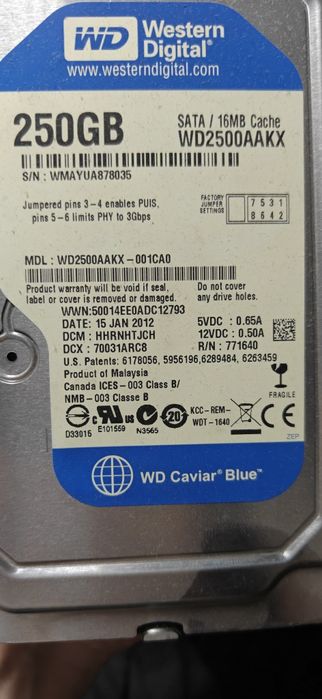 WD Western Digital®
www.westerndigital.com
250GB
SATA / 16MB Cache
WD2500AAKX
S/N : WMAYUA878035
Jumpered pins 3-4 enables PUIS,
pins 5-6 limits PHY to 3Gbps
FACTORY
JUMPER
SETTINGS
7 5 3 1
8 6 4 2
MDL : WD2500AAKX-001CA0
Product warranty will be void if seal,
label or cover is removed or damaged.
Do not cover
any drive holes.
WWN:50014EE0ADC12793
DATE: 15 JAN 2012
DCM : HHRNHTJCH
DCX : 70031ARC8
5VDC : 0.65A
12VDC : 0.50A
R/N : 771640
U.S. Patents: 6178056, 5956196,6289484, 6263459
Product of Malaysia
Canada ICES-003 Class B/
NMB-003 Classe B
FRAGILE
D33016
E101559
N3565
20
KCC-REM-
WDT-1640
ZEP
WD Caviar® Blue™